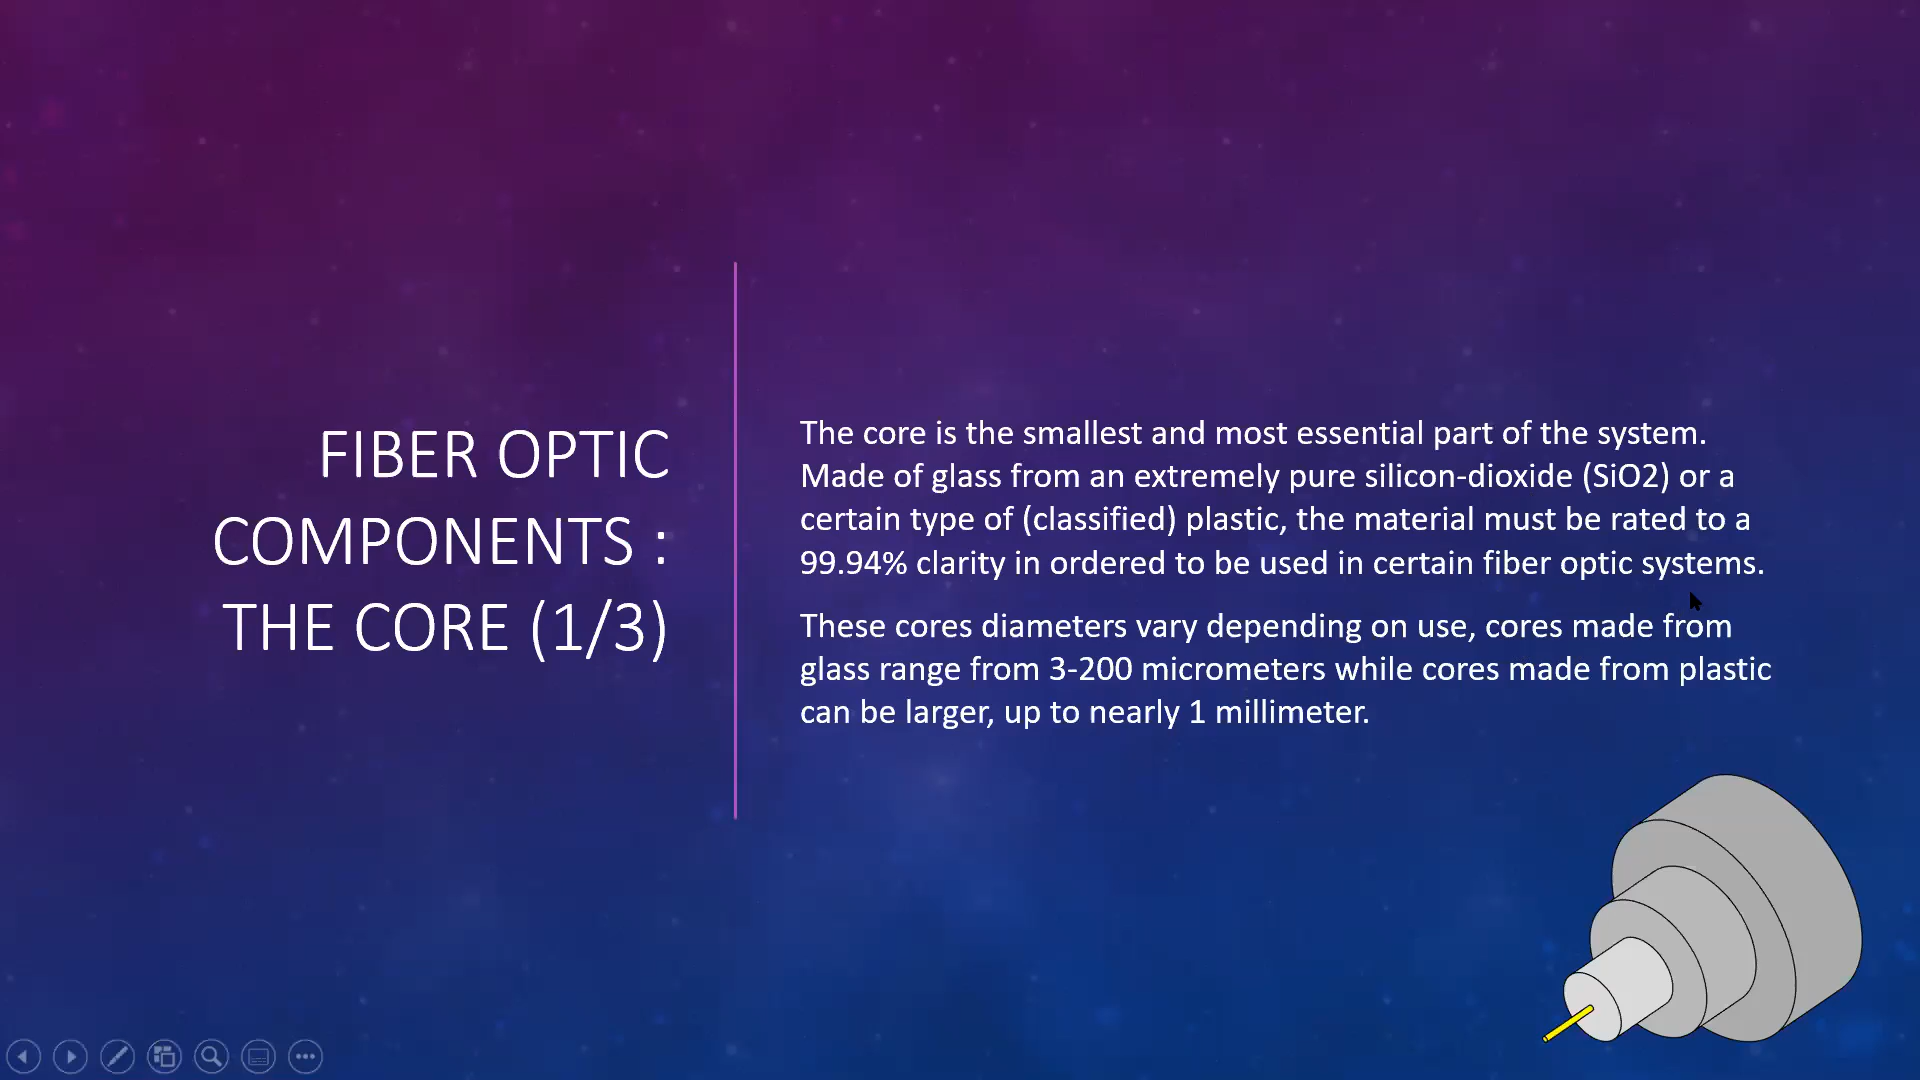 FIBER OPTIC
COMPONENTS :
THE CORE (1/3)
The core is the smallest and most essential part of the system.
Made of glass from an extremely pure silicon-dioxide (SiO2) or a
certain type of (classified) plastic, the material must be rated to a
99.94% clarity in ordered to be used in certain fiber optic systems.
These cores diameters vary depending on use, cores made from
glass range from 3-200 micrometers while cores made from plastic
can be larger, up to nearly 1 millimeter.